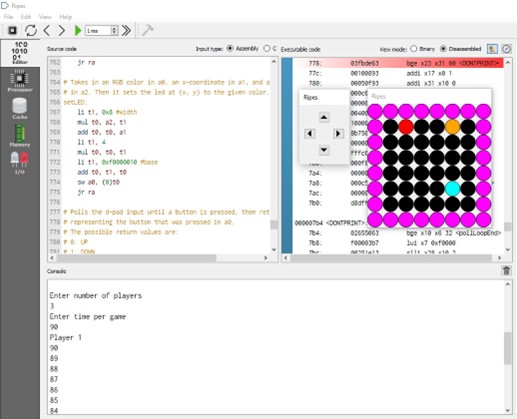 Ripes
File Edit View Help
1 ms
Source code
Input type:
Assembly
C
Executable code
View mode:
Binary
Disassembled
Editor
Processor
Cache
Memory
I/O
762 jr ra
763
764 # Takes in an RGB color in a0, an x-coordinate in a1, and a
765 # in a2. Then it sets the led at (x, y) to the given color.
766 setLED:
767 li t1, 0x8 #width
768 mul t0, a2, t1
769 add t0, t0, a1
770 li t1, 4
771 mul t0, t0, t1
772 li t1, 0xf0000010 #base
773 add t0, t1, t0
774 sw a0, (0)t0
775 jr ra
776
777 # Polls the d-pad input until a button is pressed, then ret
778 # representing the button that was pressed in a0.
779 # The possible return values are:
780 # 0: UP
781 # 1: DOWN
778: 03fbde63 bge x23 x31 60 <DONTPRINT>
77c: 00100893 addi x17 x0 1
780: 00050f93 addi x31 x10 0
Ripes
Ripes
7b0:
000007b4 <DONTPRINT>:
7b4: 02655063 bge x10 x6 32 <pollLoopEnd>
7b8: f00003b7 lui x7 0xf0000
7bc:
Console
Enter number of players
3
Enter time per game
90
Player 1
90
89
88
87
86
85
84